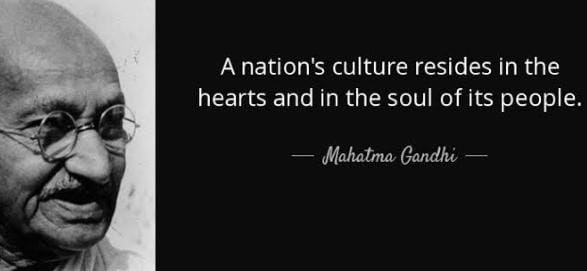 A nation's culture resides in the
hearts and in the soul of its people.
Mahatma Gandhi